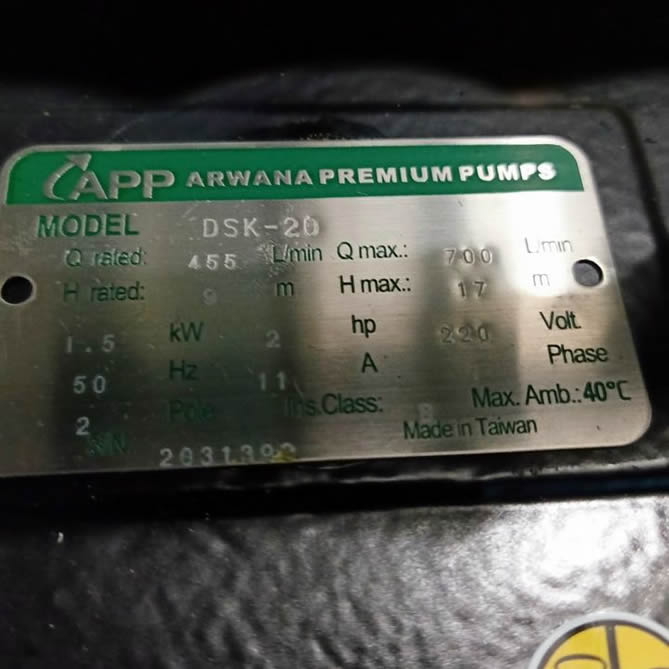 APP ARWANA PREMIUM PUMPS
MODEL DSK-20
Q rated: 455 L/min Q max.: 700 L/min
H rated: 9 m H max.: 17 m
1.5 kW 2 hp 220 Volt.
50 Hz 11 A Phase
2 Pole Ins.Class: B Max. Amb.:40°C
Made in Taiwan